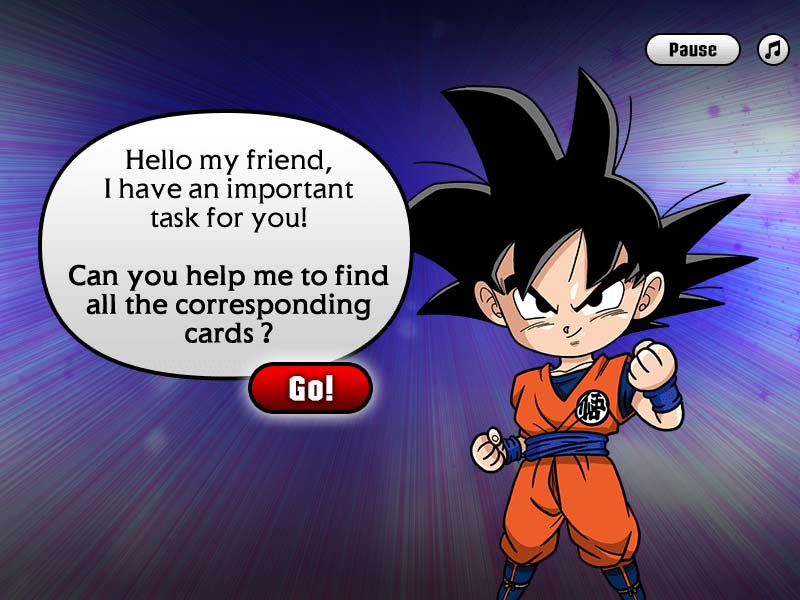 Pause
Hello my friend,
I have an important
task for you!
Can you help me to find
all the corresponding
cards ?
Go!
悟